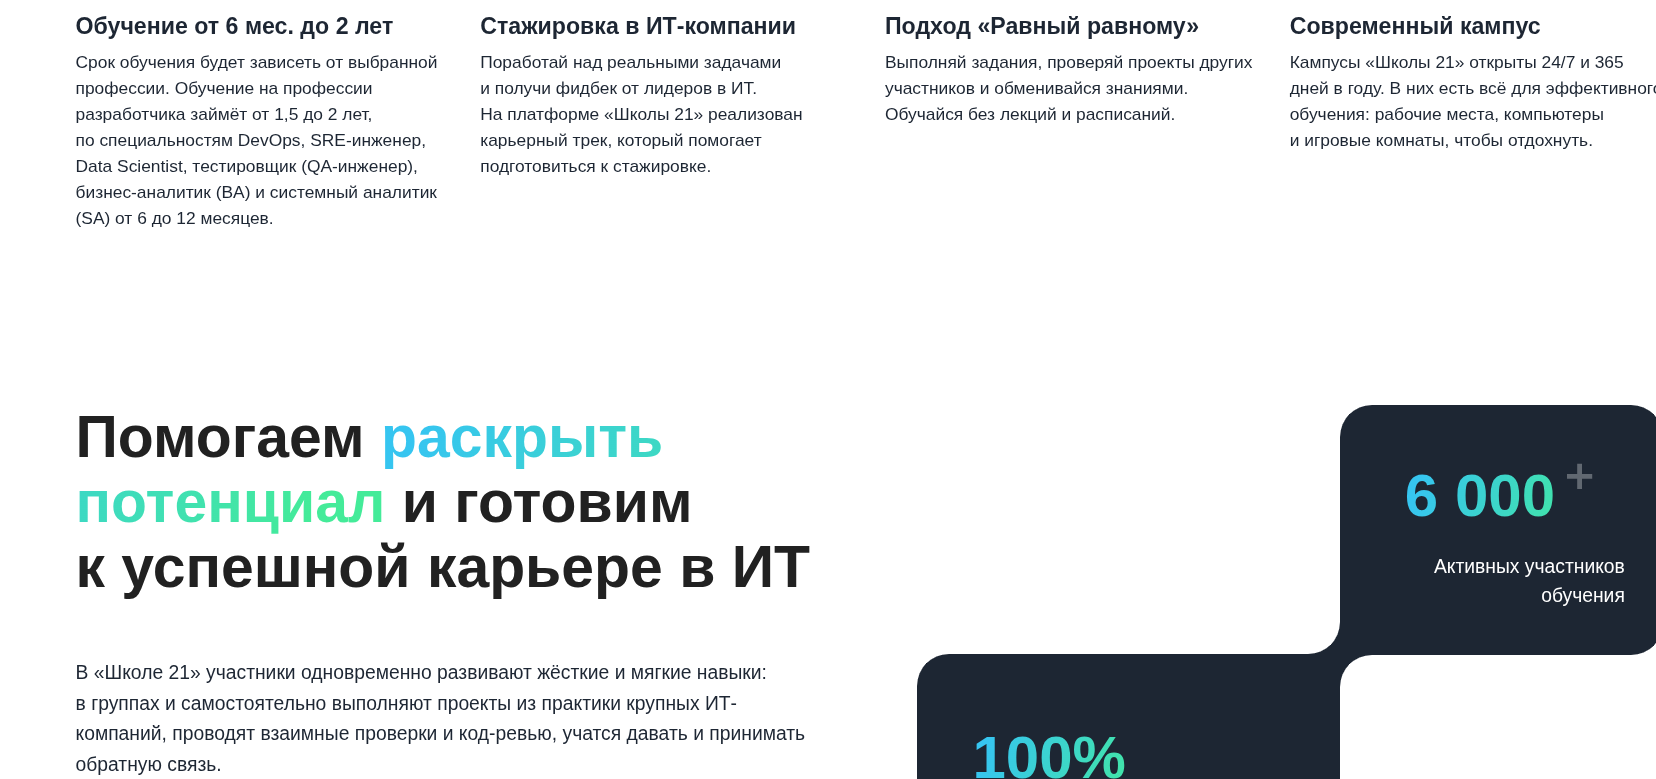 Обучение от 6 мес. до 2 лет
Срок обучения будет зависеть от выбранной
профессии. Обучение на профессии
разработчика займёт от 1,5 до 2 лет,
по специальностям DevOps, SRE-инженер,
Data Scientist, тестировщик (QA-инженер),
бизнес-аналитик (BA) и системный аналитик
(SA) от 6 до 12 месяцев.
Стажировка в ИТ-компании
Поработай над реальными задачами
и получи фидбек от лидеров в ИТ.
На платформе «Школы 21» реализован
карьерный трек, который помогает
подготовиться к стажировке.
Подход «Равный равному»
Выполняй задания, проверяй проекты других
участников и обменивайся знаниями.
Обучайся без лекций и расписаний.
Современный кампус
Кампусы «Школы 21» открыты 24/7 и 365
дней в году. В них есть всё для эффективного
обучения: рабочие места, компьютеры
и игровые комнаты, чтобы отдохнуть.
Помогаем раскрыть
потенциал и готовим
к успешной карьере в ИТ
В «Школе 21» участники одновременно развивают жёсткие и мягкие навыки:
в группах и самостоятельно выполняют проекты из практики крупных ИТ-
компаний, проводят взаимные проверки и код-ревью, учатся давать и принимать
обратную связь.
6 000 +
Активных участников
обучения
100%